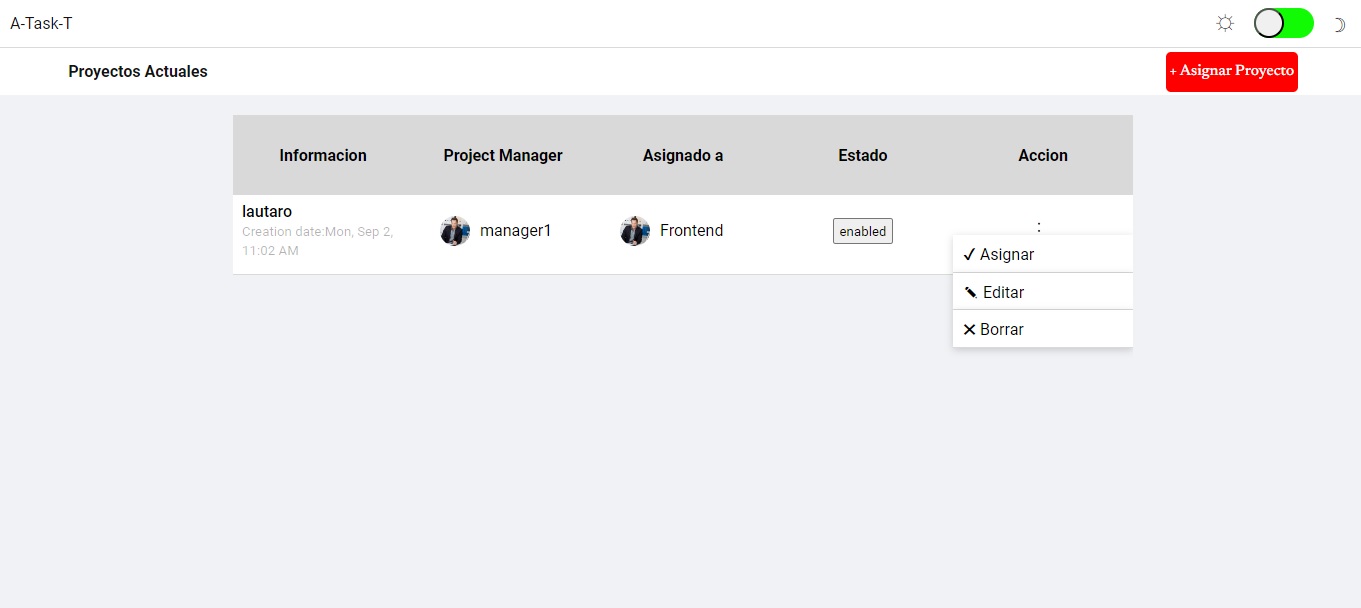 A-Task-T
Proyectos Actuales
+ Asignar Proyecto
Informacion Project Manager Asignado a Estado Accion
lautaro
Creation date:Mon, Sep 2,
11:02 AM
manager1
Frontend
enabled
:
✓ Asignar
✎ Editar
✕ Borrar